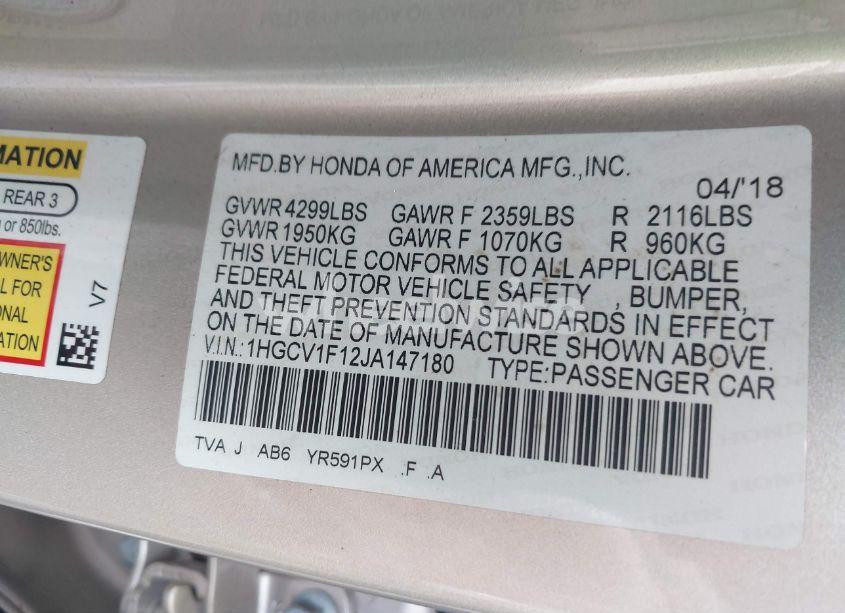 MATION
REAR 3
or 850lbs.
WNER'S
L FOR
ONAL
ATION
V7
MFD.BY HONDA OF AMERICA MFG.,INC.
04/'18
GVWR 4299LBS GAWR F 2359LBS R 2116LBS
GVWR 1950KG GAWR F 1070KG R 960KG
THIS VEHICLE CONFORMS TO ALL APPLICABLE
FEDERAL MOTOR VEHICLE SAFETY , BUMPER,
AND THEFT PREVENTION STANDARDS IN EFFECT
ON THE DATE OF MANUFACTURE SHOWN ABOVE.
V.I.N.:1HGCV1F12JA147180 TYPE:PASSENGER CAR
TVA J AB6 YR591PX .F .A